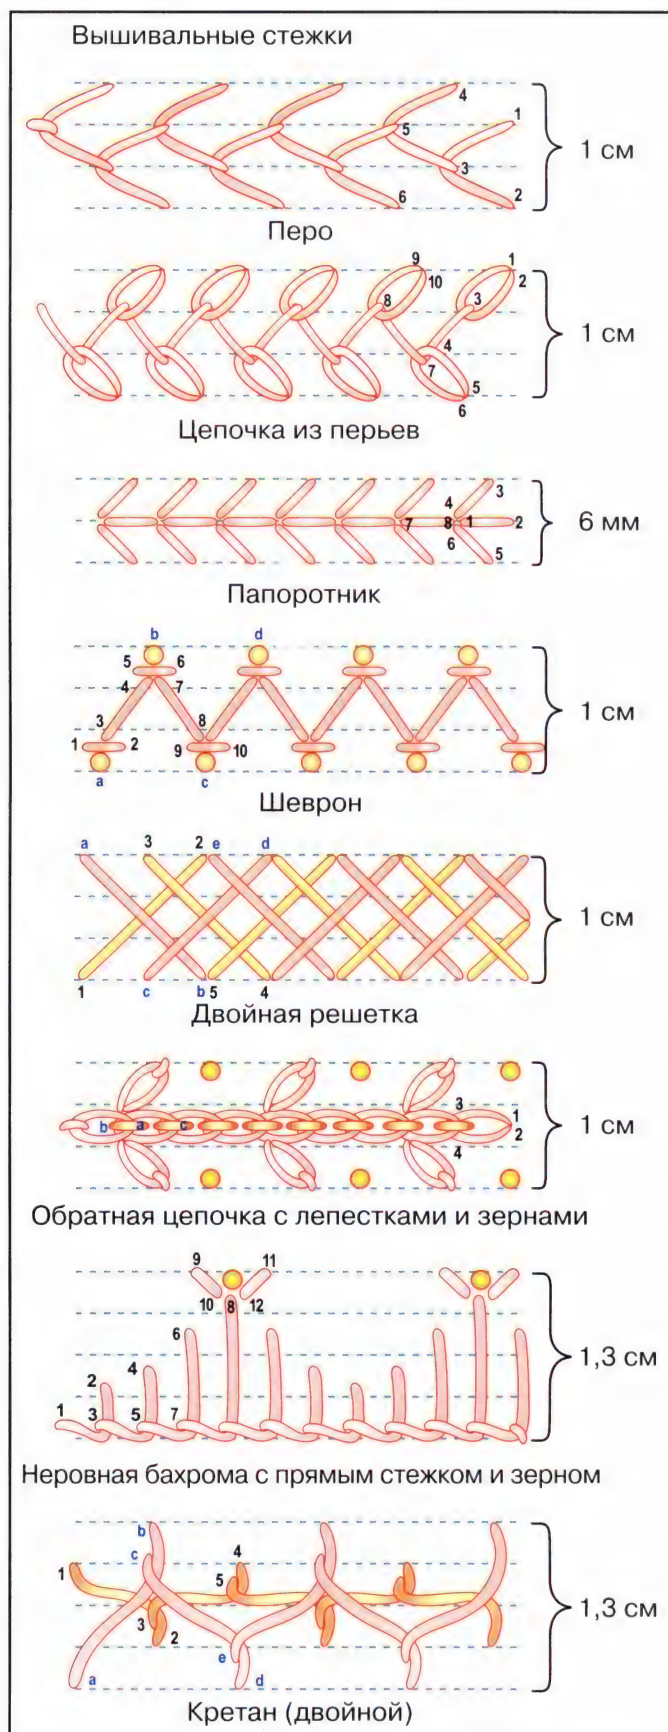 Вышивальные стежки
4
1
5
1 см
3
6
2
Перо
9 1
10 2
8 3
1 см
4
7
5
6
Цепочка из перьев
3
4
7 8 1 2
6 мм
6
5
Папоротник
b d
5 6
4 7
1 см
3 8
1 2 9 10
a c
Шеврон
a 3 2 e d
1 см
1 c b 5 4
Двойная решетка
3
1
b a c
2
1 см
4
Обратная цепочка с лепестками и зернами
9 11
10 8 12
6
1,3 см
4
2
1 3 5 7
Неровная бахрома с прямым стежком и зерном
b
c 4
1
5
1,3 см
3
2
e
a d
Кретан (двойной)